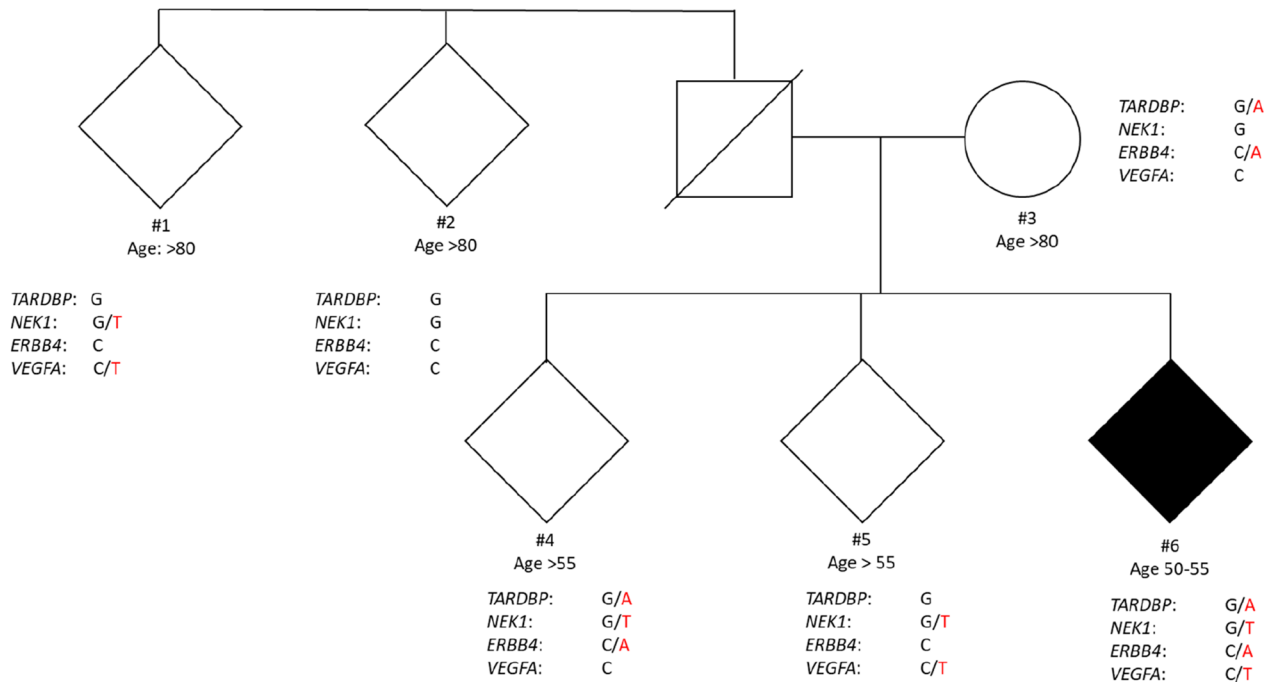 TARDBP: G/A
NEK1: G
ERBB4: C/A
VEGFA: C
#1
Age: >80
#2
Age >80
#3
Age >80
TARDBP: G
NEK1: G/T
ERBB4: C
VEGFA: C/T
TARDBP: G
NEK1: G
ERBB4: C
VEGFA: C
#4
Age >55
#5
Age > 55
#6
Age 50-55
TARDBP: G/A
NEK1: G/T
ERBB4: C/A
VEGFA: C
TARDBP: G
NEK1: G/T
ERBB4: C
VEGFA: C/T
TARDBP: G/A
NEK1: G/T
ERBB4: C/A
VEGFA: C/T